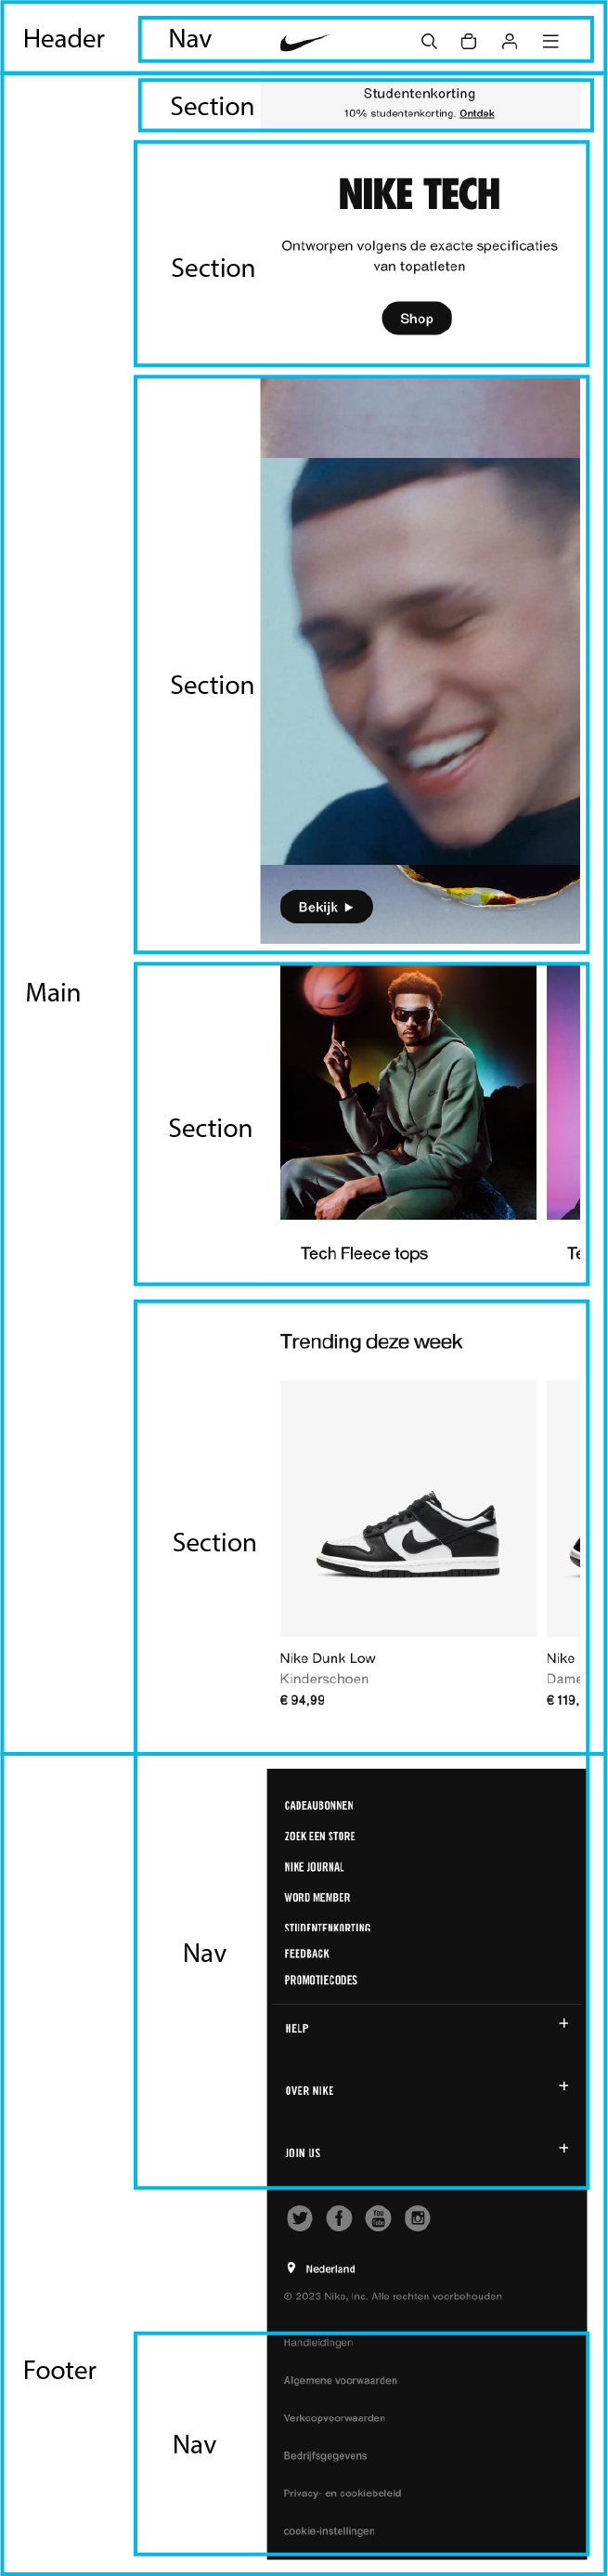 Header
Nav
Section
Studentenkorting
10% studentenkorting. Ontdek
Section
NIKE TECH
Ontworpen volgens de exacte specificaties
van topatleten
Shop
Section
Bekijk
Main
Section
Tech Fleece tops
Te
Trending deze week
Section
Nike Dunk Low
Kinderschoen
€ 94,99
Nike
Dame
€ 119,
Nav
CADEAUBONNEN
ZOEK EEN STORE
NIKE JOURNAL
WORD MEMBER
STUDENTENKORTING
FEEDBACK
PROMOTIECODES
HELP +
OVER NIKE +
JOIN US +
You Tube
Nederland
© 2023 Nike, Inc. Alle rechten voorbehouden
Footer
Nav
Handleidingen
Algemene voorwaarden
Verkoopvoorwaarden
Bedrijfsgegevens
Privacy- en cookiebeleid
cookie-instellingen